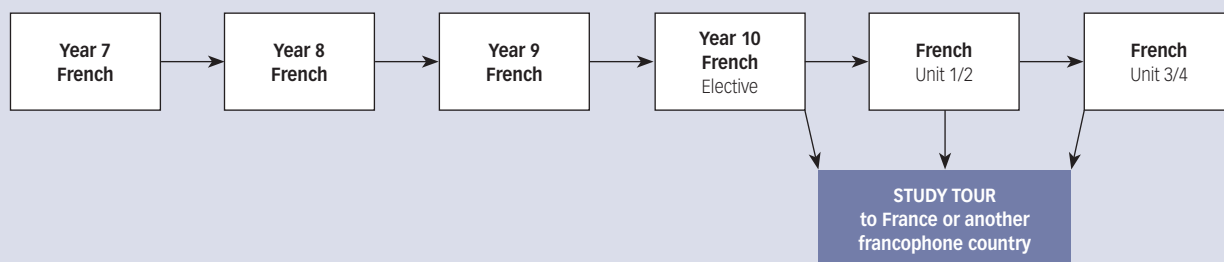 Year 7
French
Year 8
French
Year 9
French
Year 10
French
Elective
French
Unit 1/2
French
Unit 3/4
STUDY TOUR
to France or another
francophone country